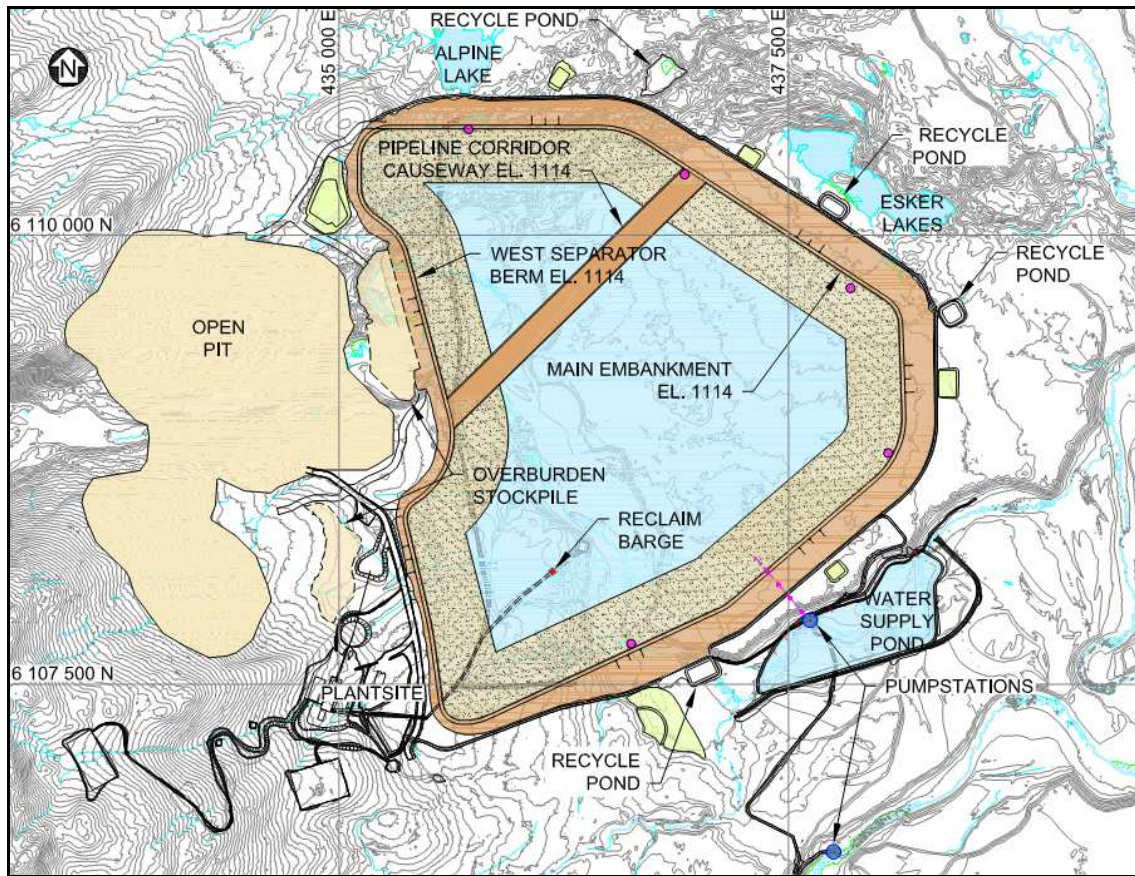 RECYCLE POND
N
ALPINE
LAKE
435 000 E
437 500 E
PIPELINE CORRIDOR
CAUSEWAY EL. 1114
RECYCLE
POND
ESKER
LAKES
6 110 000 N
WEST SEPARATOR
BERM EL. 1114
RECYCLE
POND
OPEN
PIT
MAIN EMBANKMENT
EL. 1114
OVERBURDEN
STOCKPILE
RECLAIM
BARGE
WATER
SUPPLY
POND
6 107 500 N
PLANTSITE
PUMPSTATIONS
RECYCLE
POND